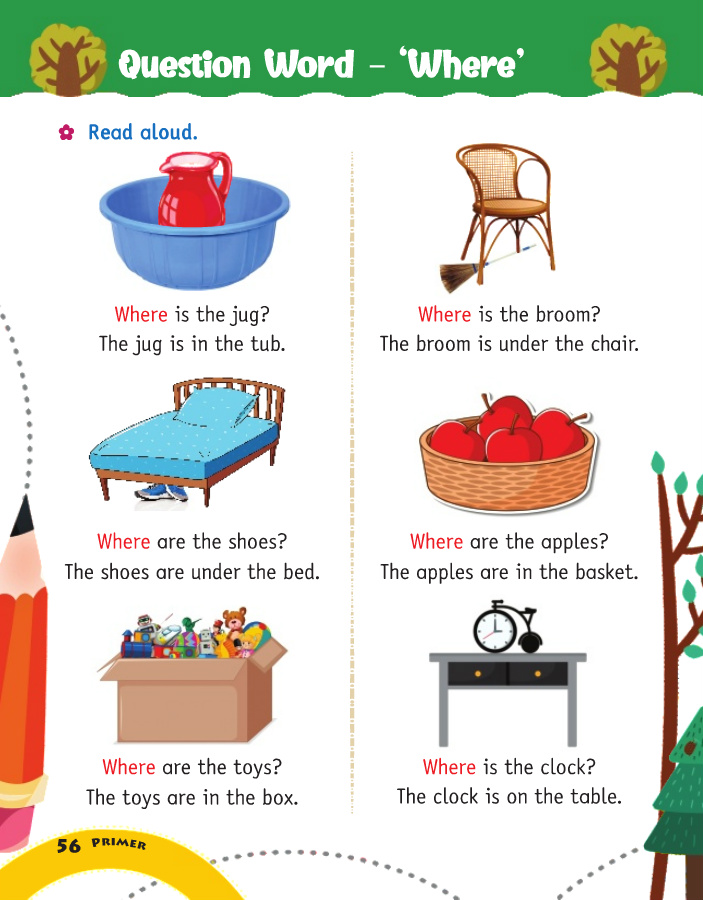 Question Word – ‘Where’
Read aloud.
Where is the jug?
The jug is in the tub.
Where is the broom?
The broom is under the chair.
Where are the shoes?
The shoes are under the bed.
Where are the apples?
The apples are in the basket.
Where are the toys?
The toys are in the box.
Where is the clock?
The clock is on the table.
56 PRIMER